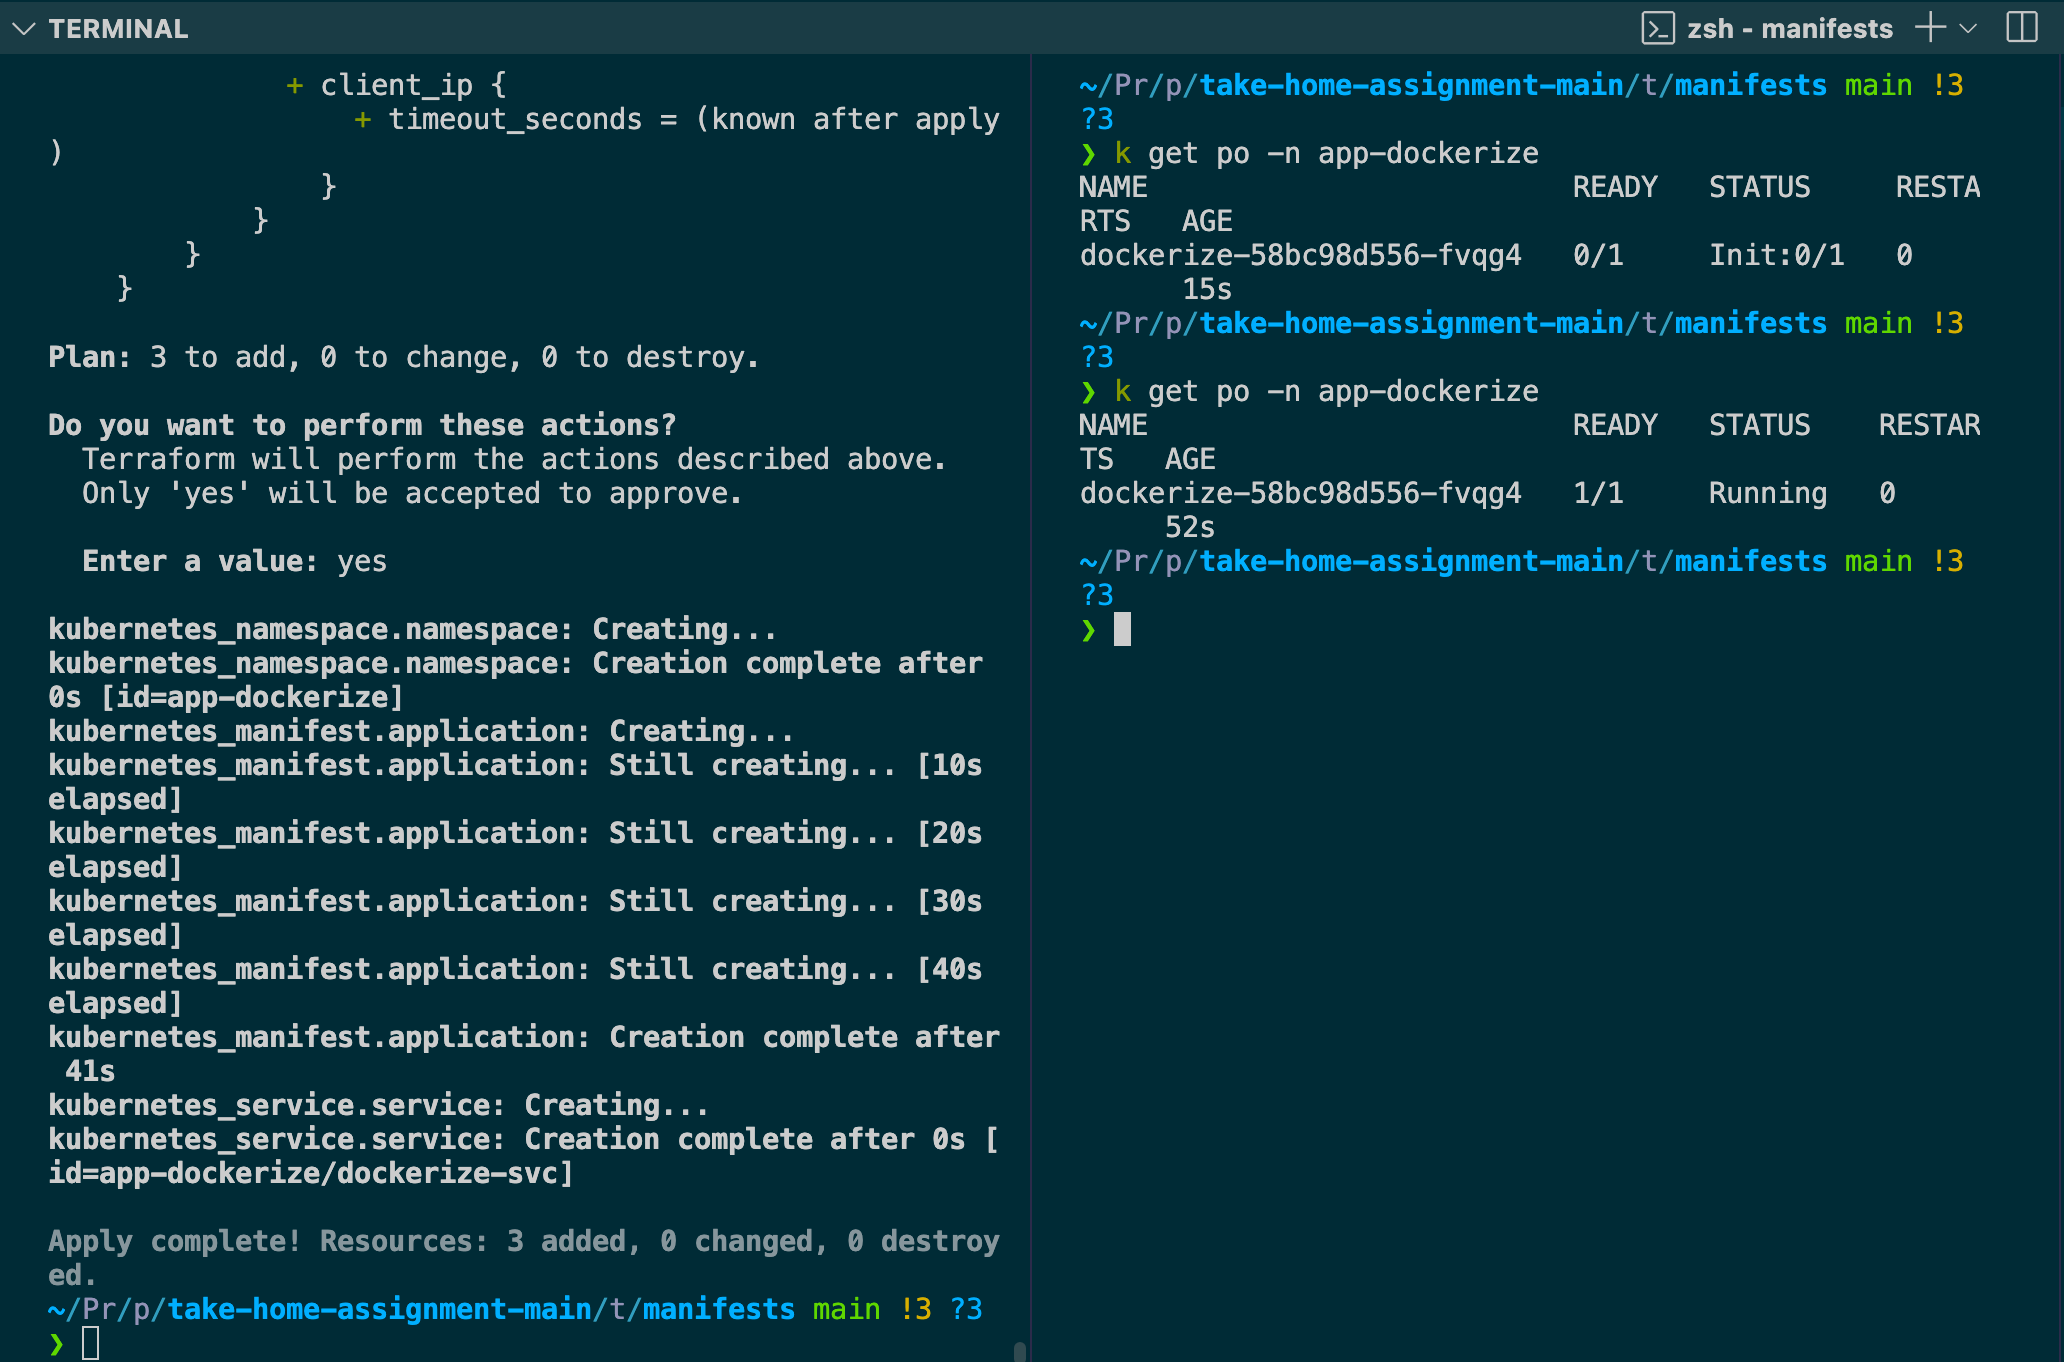 TERMINAL
zsh - manifests
+ client_ip {
+ timeout_seconds = (known after apply
)
}
}
}
}
Plan: 3 to add, 0 to change, 0 to destroy.
Do you want to perform these actions?
Terraform will perform the actions described above.
Only 'yes' will be accepted to approve.
Enter a value: yes
kubernetes_namespace.namespace: Creating...
kubernetes_namespace.namespace: Creation complete after
0s [id=app-dockerize]
kubernetes_manifest.application: Creating...
kubernetes_manifest.application: Still creating... [10s
elapsed]
kubernetes_manifest.application: Still creating... [20s
elapsed]
kubernetes_manifest.application: Still creating... [30s
elapsed]
kubernetes_manifest.application: Still creating... [40s
elapsed]
kubernetes_manifest.application: Creation complete after
41s
kubernetes_service.service: Creating...
kubernetes_service.service: Creation complete after 0s [
id=app-dockerize/dockerize-svc]
Apply complete! Resources: 3 added, 0 changed, 0 destroy
ed.
~/Pr/p/take-home-assignment-main/t/manifests main !3 ?3
❯
~/Pr/p/take-home-assignment-main/t/manifests main !3
?3
❯ k get po -n app-dockerize
NAME READY STATUS RESTA
RTS AGE
dockerize-58bc98d556-fvqg4 0/1 Init:0/1 0
15s
~/Pr/p/take-home-assignment-main/t/manifests main !3
?3
❯ k get po -n app-dockerize
NAME READY STATUS RESTAR
TS AGE
dockerize-58bc98d556-fvqg4 1/1 Running 0
52s
~/Pr/p/take-home-assignment-main/t/manifests main !3
?3
❯